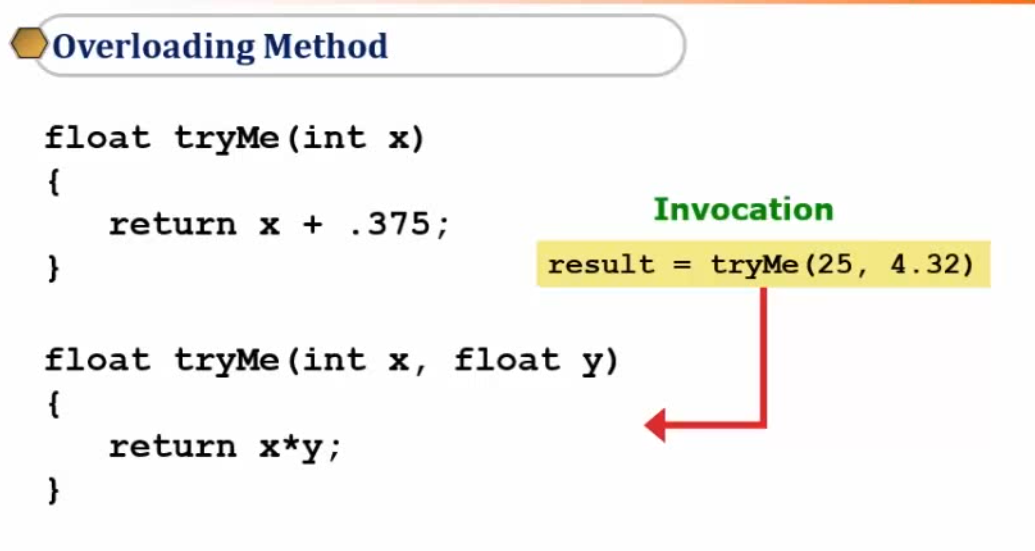 Overloading Method
float tryMe(int x)
{
return x + .375;
}
Invocation
result = tryMe(25, 4.32)
float tryMe(int x, float y)
{
return x*y;
}